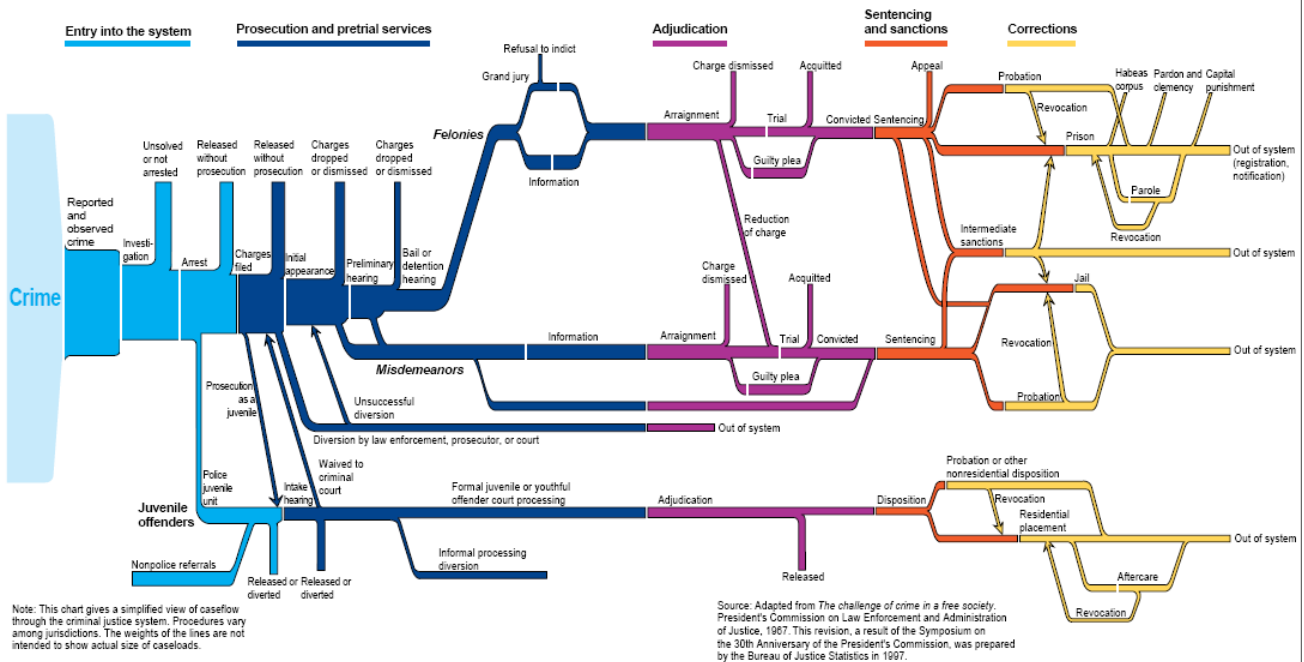 Entry into the system
Prosecution and pretrial services
Adjudication
Sentencing
and sanctions
Corrections
Refusal to indict
Grand jury
Felonies
Information
Charge dismissed
Acquitted
Arraignment
Trial
Convicted
Sentencing
Guilty plea
Reduction
of charge
Appeal
Probation
Revocation
Prison
Habeas
corpus
Pardon and
clemency
Capital
punishment
Out of system
(registration,
notification)
Parole
Revocation
Intermediate
sanctions
Out of system
Jail
Revocation
Probation
Out of system
Crime
Reported
and
observed
crime
Investi-
gation
Unsolved
or not
arrested
Arrest
Released
without
prosecution
Charges
filed
Released
without
prosecution
Initial
appearance
Charges
dropped
or dismissed
Preliminary
hearing
Charges
dropped
or dismissed
Bail or
detention
hearing
Misdemeanors
Information
Arraignment
Charge
dismissed
Acquitted
Trial
Convicted
Sentencing
Guilty plea
Unsuccessful
diversion
Diversion by law enforcement, prosecutor, or court
Out of system
Prosecution
as a
juvenile
Waived to
criminal
court
Police
juvenile
unit
Juvenile
offenders
Intake
hearing
Formal juvenile or youthful
offender court processing
Adjudication
Disposition
Probation or other
nonresidential disposition
Revocation
Residential
placement
Out of system
Aftercare
Revocation
Nonpolice referrals
Released or
diverted
Released or
diverted
Informal processing
diversion
Released
Note: This chart gives a simplified view of caseflow
through the criminal justice system. Procedures vary
among jurisdictions. The weights of the lines are not
intended to show actual size of caseloads.
Source: Adapted from The challenge of crime in a free society.
President's Commission on Law Enforcement and Administration
of Justice, 1967. This revision, a result of the Symposium on
the 30th Anniversary of the President's Commission, was prepared
by the Bureau of Justice Statistics in 1997.